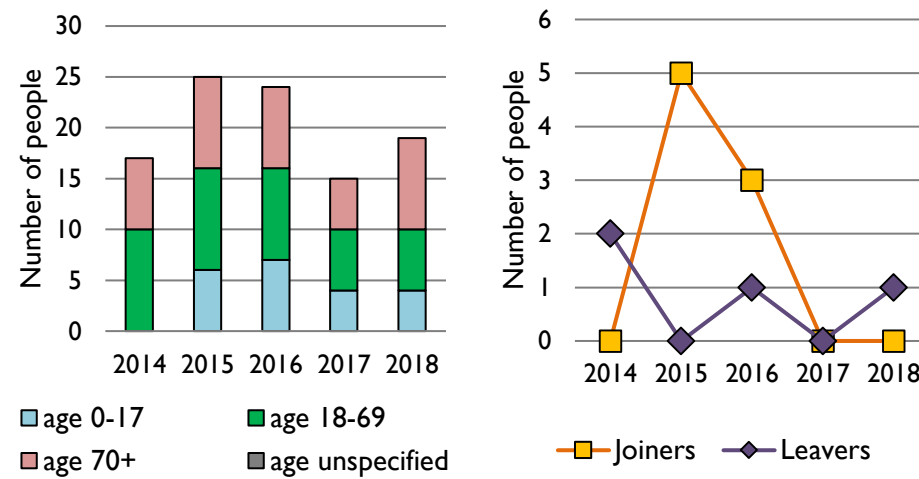 Number of people
30
25
20
15
10
5
0
2014 2015 2016 2017 2018
age 0-17 age 18-69
age 70+ age unspecified
Number of people
6
5
4
3
2
1
0
2014 2015 2016 2017 2018
Joiners Leavers